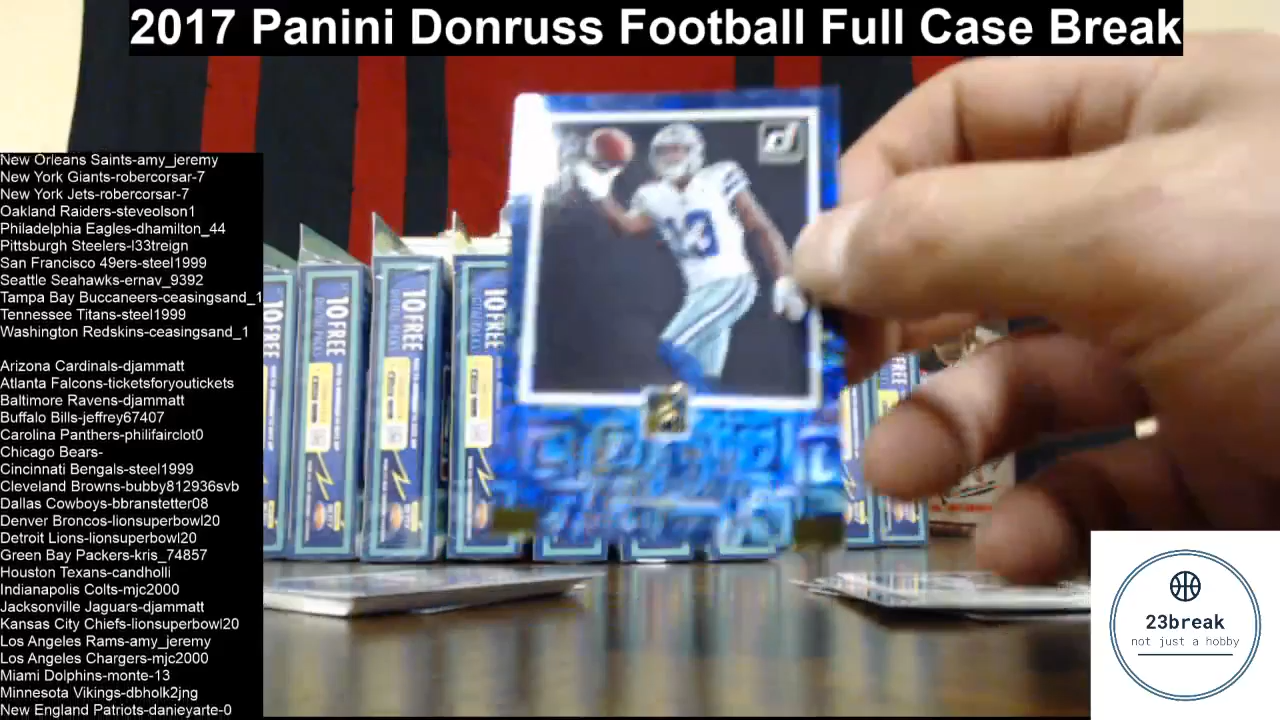 2017 Panini Donruss Football Full Case Break
New Orleans Saints-amy_jeremy
New York Giants-robercorsar-7
New York Jets-robercorsar-7
Oakland Raiders-steveolson1
Philadelphia Eagles-dhamilton_44
Pittsburgh Steelers-l33treign
San Francisco 49ers-steel1999
Seattle Seahawks-ernav_9392
Tampa Bay Buccaneers-ceasingsand_1
Tennessee Titans-steel1999
Washington Redskins-ceasingsand_1
Arizona Cardinals-djammatt
Atlanta Falcons-ticketsforyoutickets
Baltimore Ravens-djammatt
Buffalo Bills-jeffrey67407
Carolina Panthers-philifairclot0
Chicago Bears-
Cincinnati Bengals-steel1999
Cleveland Browns-bubby812936svb
Dallas Cowboys-bbranstetter08
Denver Broncos-lionsuperbowl20
Detroit Lions-lionsuperbowl20
Green Bay Packers-kris_74857
Houston Texans-candholli
Indianapolis Colts-mjc2000
Jacksonville Jaguars-djammatt
Kansas City Chiefs-lionsuperbowl20
Los Angeles Rams-amy_jeremy
Los Angeles Chargers-mjc2000
Miami Dolphins-monte-13
Minnesota Vikings-dbholk2jng
New England Patriots-danieyarte-0
10 FREE
10 FREE
10 FREE
10 FREE
FREE
d
13
23break
not just a hobby